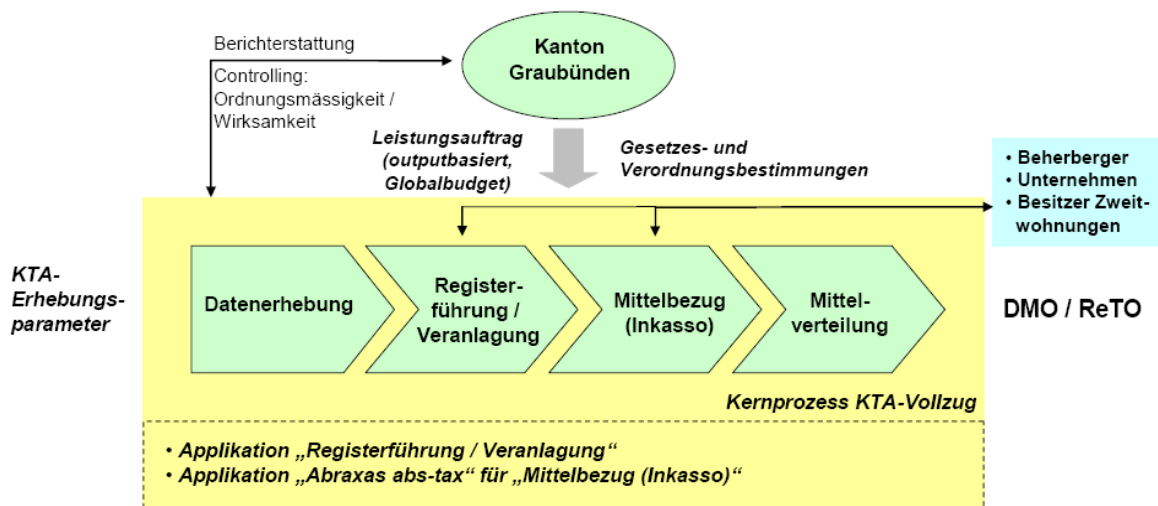 Berichterstattung
Controlling:
Ordnungsmässigkeit /
Wirksamkeit
Kanton
Graubünden
Leistungsauftrag
(outputbasiert,
Globalbudget)
Gesetzes- und
Verordnungsbestimmungen
• Beherberger
• Unternehmen
• Besitzer Zweit-
wohnungen
KTA-
Erhebungs-
parameter
Datenerhebung
Register-
führung /
Veranlagung
Mittelbezug
(Inkasso)
Mittel-
verteilung
DMO / ReTO
Kernprozess KTA-Vollzug
• Applikation „Registerführung / Veranlagung“
• Applikation „Abraxas abs-tax“ für „Mittelbezug (Inkasso)“